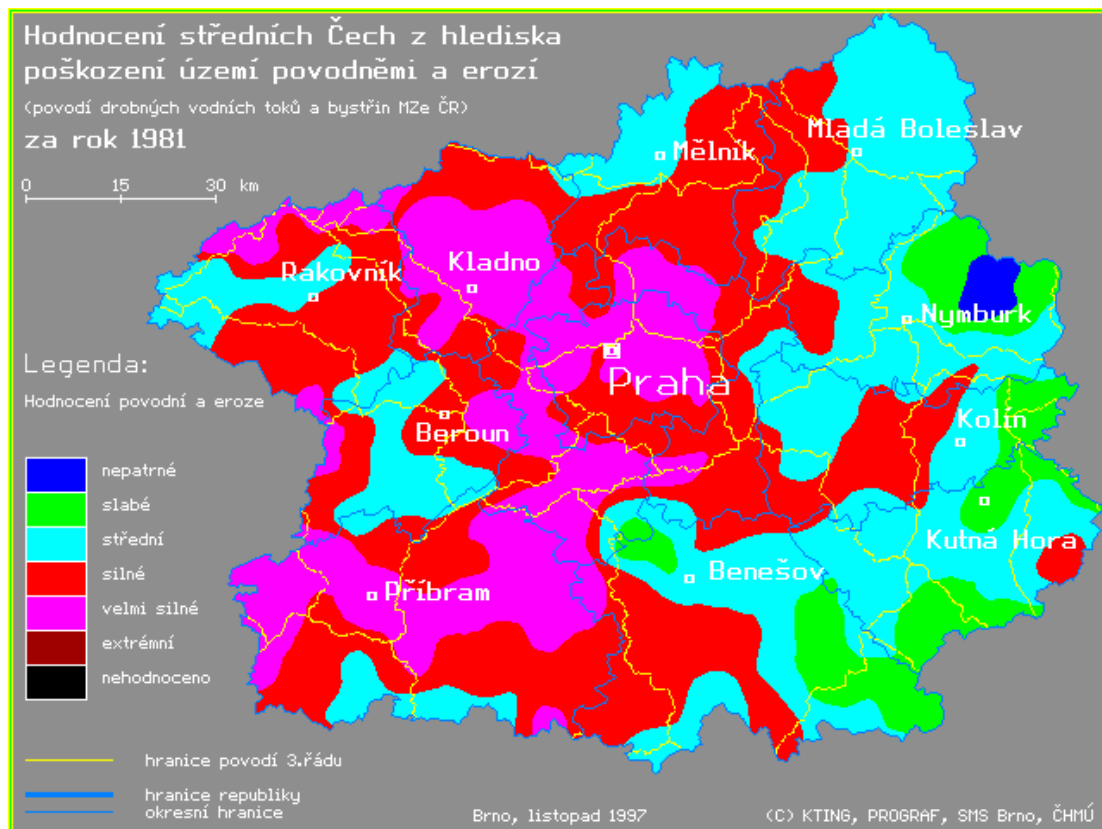 Hodnocení středních Čech z hlediska
poškození území povodněmi a erozí
(povodí drobných vodních toků a bystřin MZe ČR)
za rok 1981
0 15 30 km
Mladá Boleslav
Mělník
Rakovník
Kladno
Nymburk
Praha
Beroun
Kolín
Kutná Hora
Benešov
Příbram
Legenda:
Hodnocení povodní a eroze
nepatrné
slabé
střední
silné
velmi silné
extrémní
nehodnoceno
hranice povodí 3.řádu
hranice republiky
okresní hranice
Brno, listopad 1997
(C) KTING, PROGRAF, SMS Brno, ČHMÚ